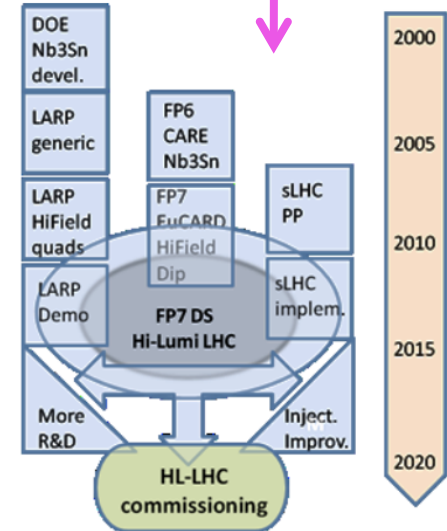 DOE
Nb3Sn
devel.
LARP
generic
LARP
HiField
quads
LARP
Demo
More
R&D
FP6
CARE
Nb3Sn
FP7
EuCARD
HiField
Dip
sLHC
PP
sLHC
implem.
FP7 DS
Hi-Lumi LHC
Inject.
Improv.
HL-LHC
commissioning
2000
2005
2010
2015
2020